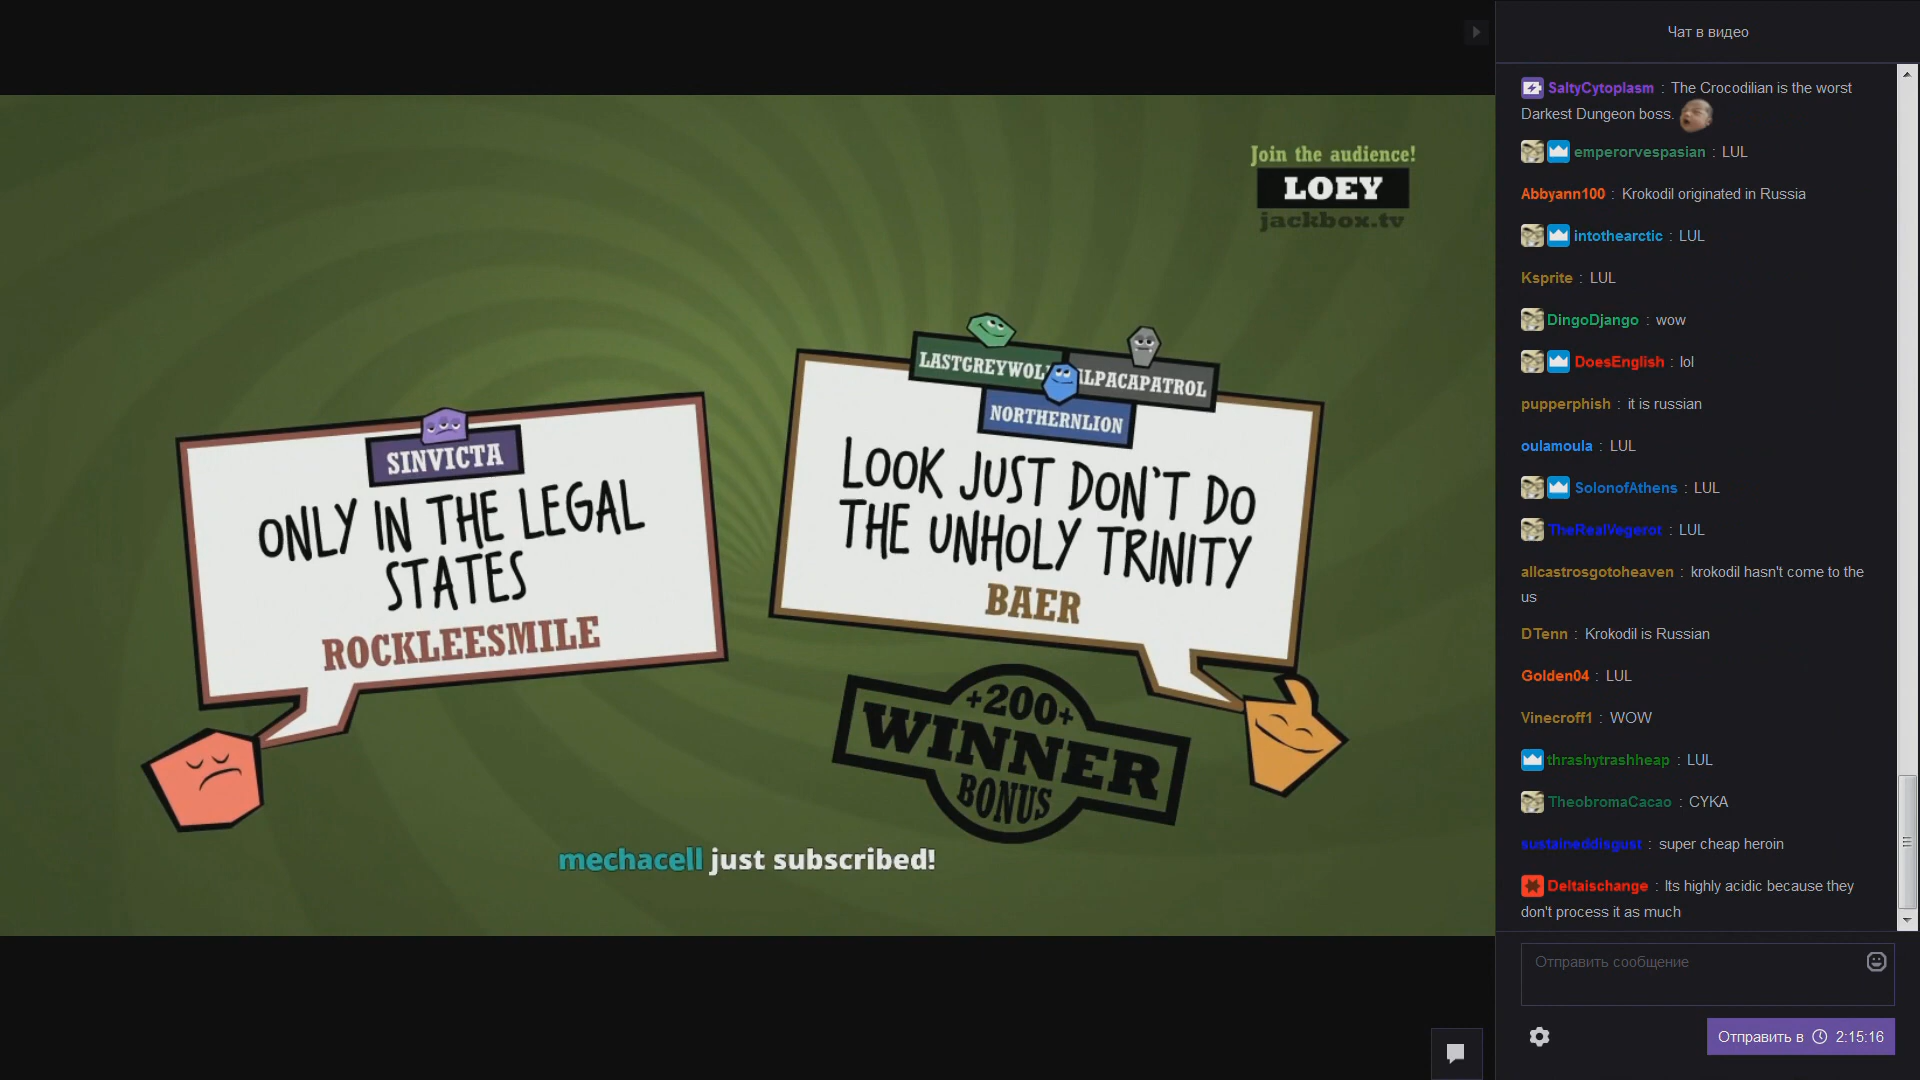 Join the audience!
LOEY
jackbox.tv
SINVICTA
ONLY IN THE LEGAL
STATES
ROCKLEESMILE
LASTGREYWOL
LPACAPATROL
NORTHERNLION
LOOK JUST DON'T DO
THE UNHOLY TRINITY
BAER
+200+
WINNER
BONUS
mechacell just subscribed!
Чат в видео
SaltyCytoplasm : The Crocodilian is the worst
Darkest Dungeon boss.
emperorvespasian : LUL
Abbyann100 : Krokodil originated in Russia
intothearctic : LUL
Ksprite : LUL
DingoDjango : wow
DoesEnglish : lol
pupperphish : it is russian
oulamoula : LUL
SolonofAthens : LUL
TheRealVegerot : LUL
allcastrosgotoheaven : krokodil hasn't come to the
us
DTenn : Krokodil is Russian
Golden04 : LUL
Vinecroff1 : WOW
thrashytrashheap : LUL
TheobromaCacao : CYKA
sustaineddisgust : super cheap heroin
Deltaischange : Its highly acidic because they
don't process it as much
Отправить сообщение
Отправить в 2:15:16